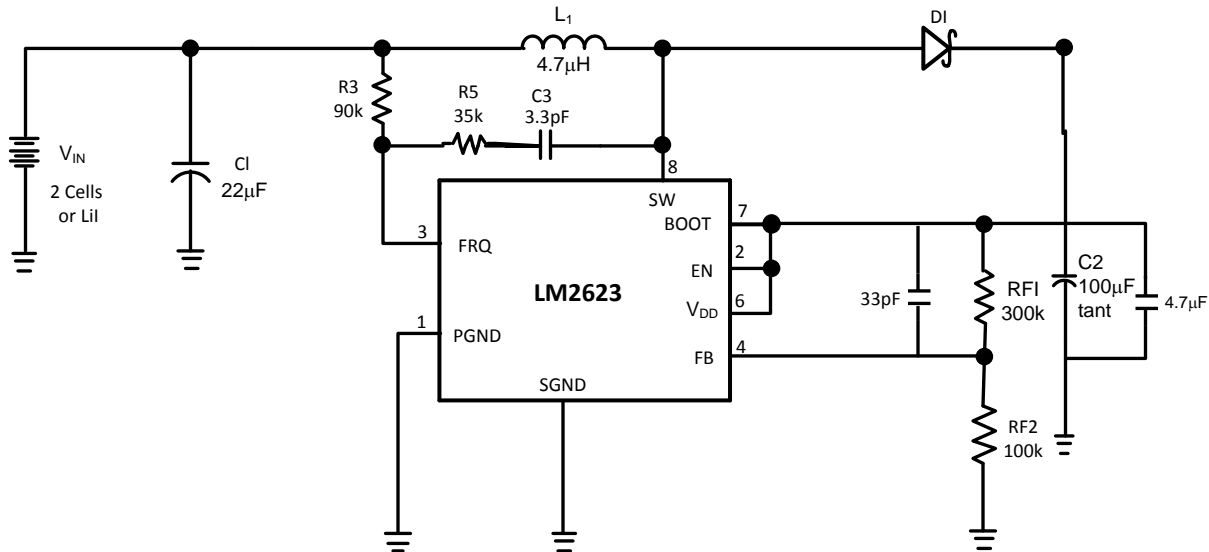 L₁
4.7μH
DI
R3
90k
R5
35k
C3
3.3pF
VIN
2 Cells
or LiI
CI
22μF
8
SW
BOOT
7
3
FRQ
EN
2
LM2623
VDD
6
33pF
RFI
300k
C2
100μF
tant
4.7μF
1
PGND
FB
4
SGND
RF2
100k